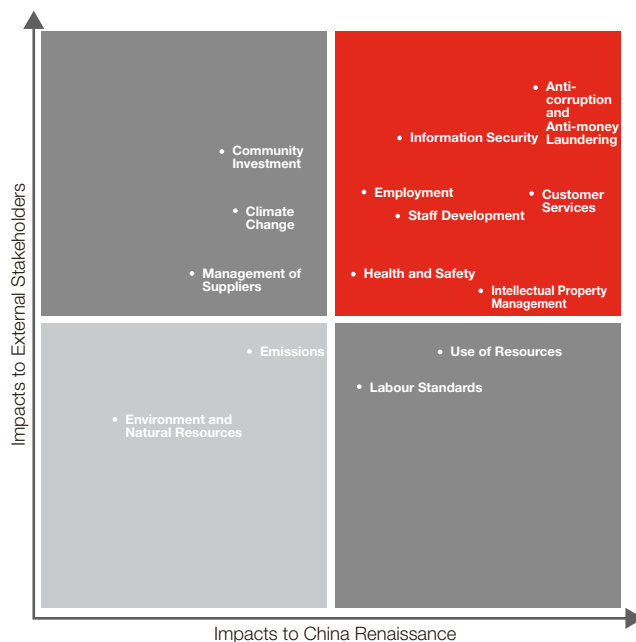 Impacts to External Stakeholders
• Community
Investment
• Climate
Change
• Management of
Suppliers
• Anti-
corruption
and
Anti-money
Laundering
• Information Security
• Employment
• Customer
Services
• Staff Development
• Health and Safety
• Intellectual Property
Management
• Emissions
• Environment and
Natural Resources
• Use of Resources
• Labour Standards
Impacts to China Renaissance